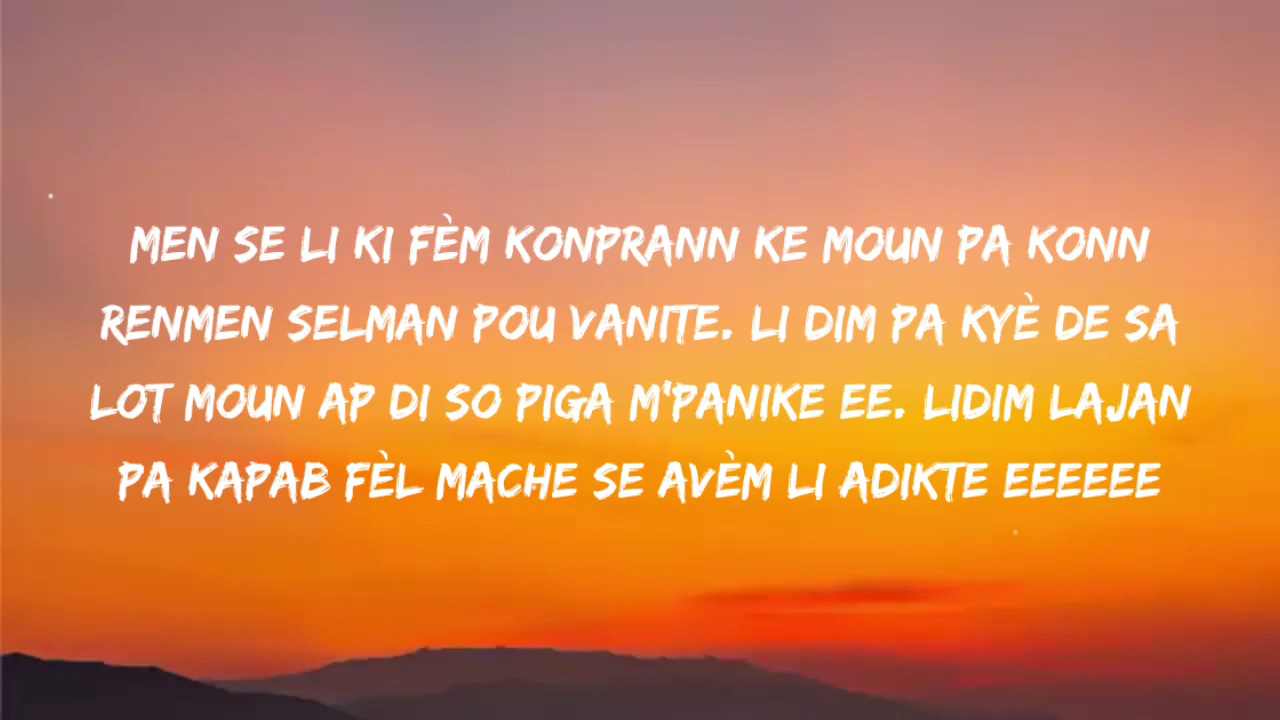 MEN SE LI KI FÈM KONPRANN KE MOUN PA KONN
RENMEN SELMAN POU VANITE. LI DIM PA KYÈ DE SA
LOT MOUN AP DI SO PIGA M'PANIKE EE. LIDIM LAJAN
PA KAPAB FÈL MACHE SE AVÈM LI ADIKTE EEEEEE